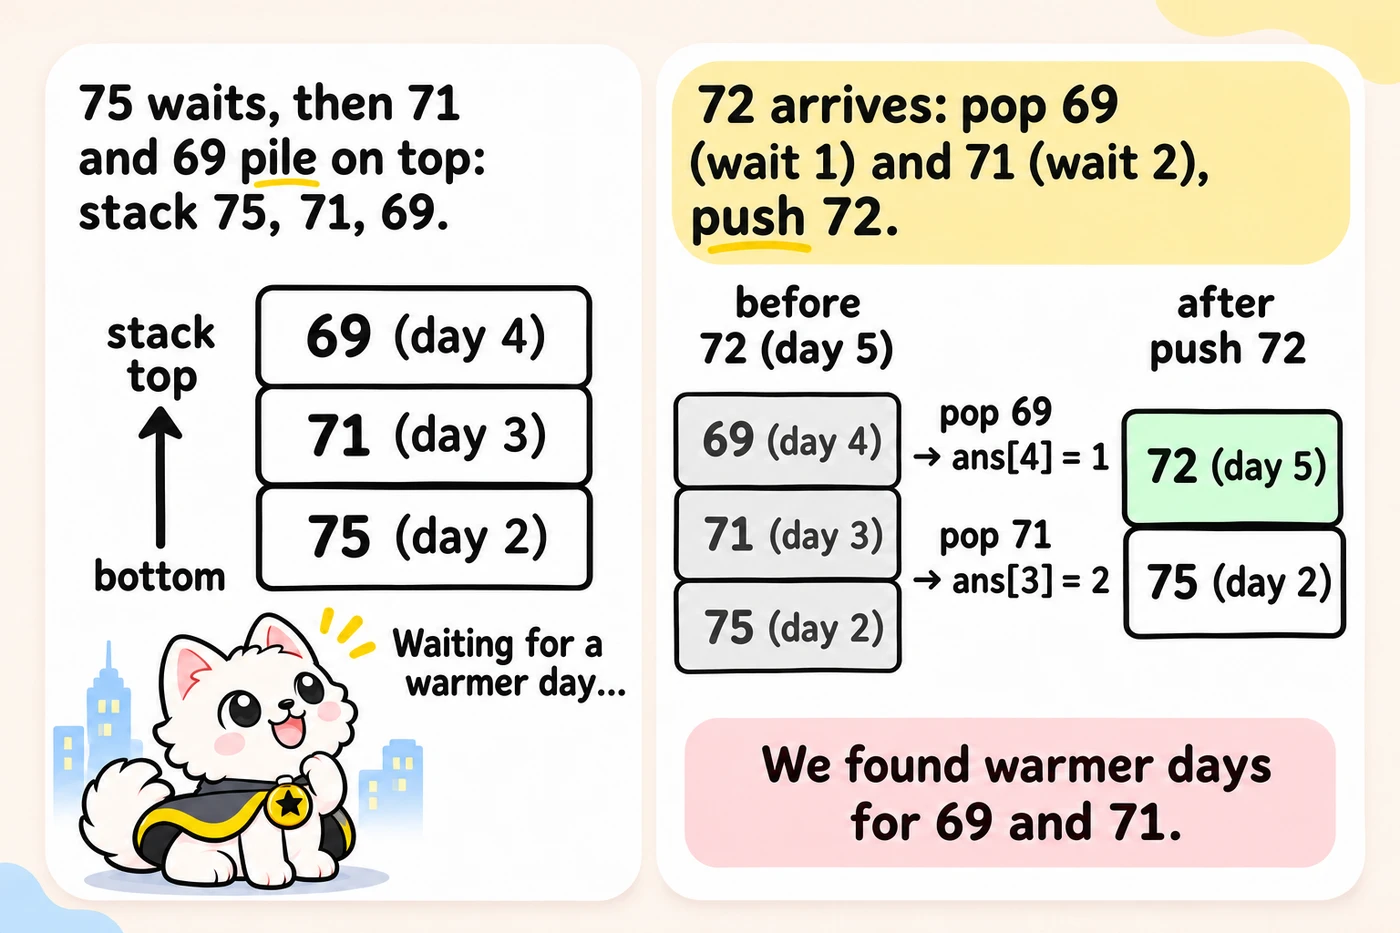 75 waits, then 71
and 69 pile on top:
stack 75, 71, 69.
stack
top
bottom
69 (day 4)
71 (day 3)
75 (day 2)
Waiting for a
warmer day...
72 arrives: pop 69
(wait 1) and 71 (wait 2),
push 72.
before
72 (day 5)
69 (day 4)
71 (day 3)
75 (day 2)
pop 69
→ ans[4] = 1
pop 71
→ ans[3] = 2
after
push 72
72 (day 5)
75 (day 2)
We found warmer days
for 69 and 71.